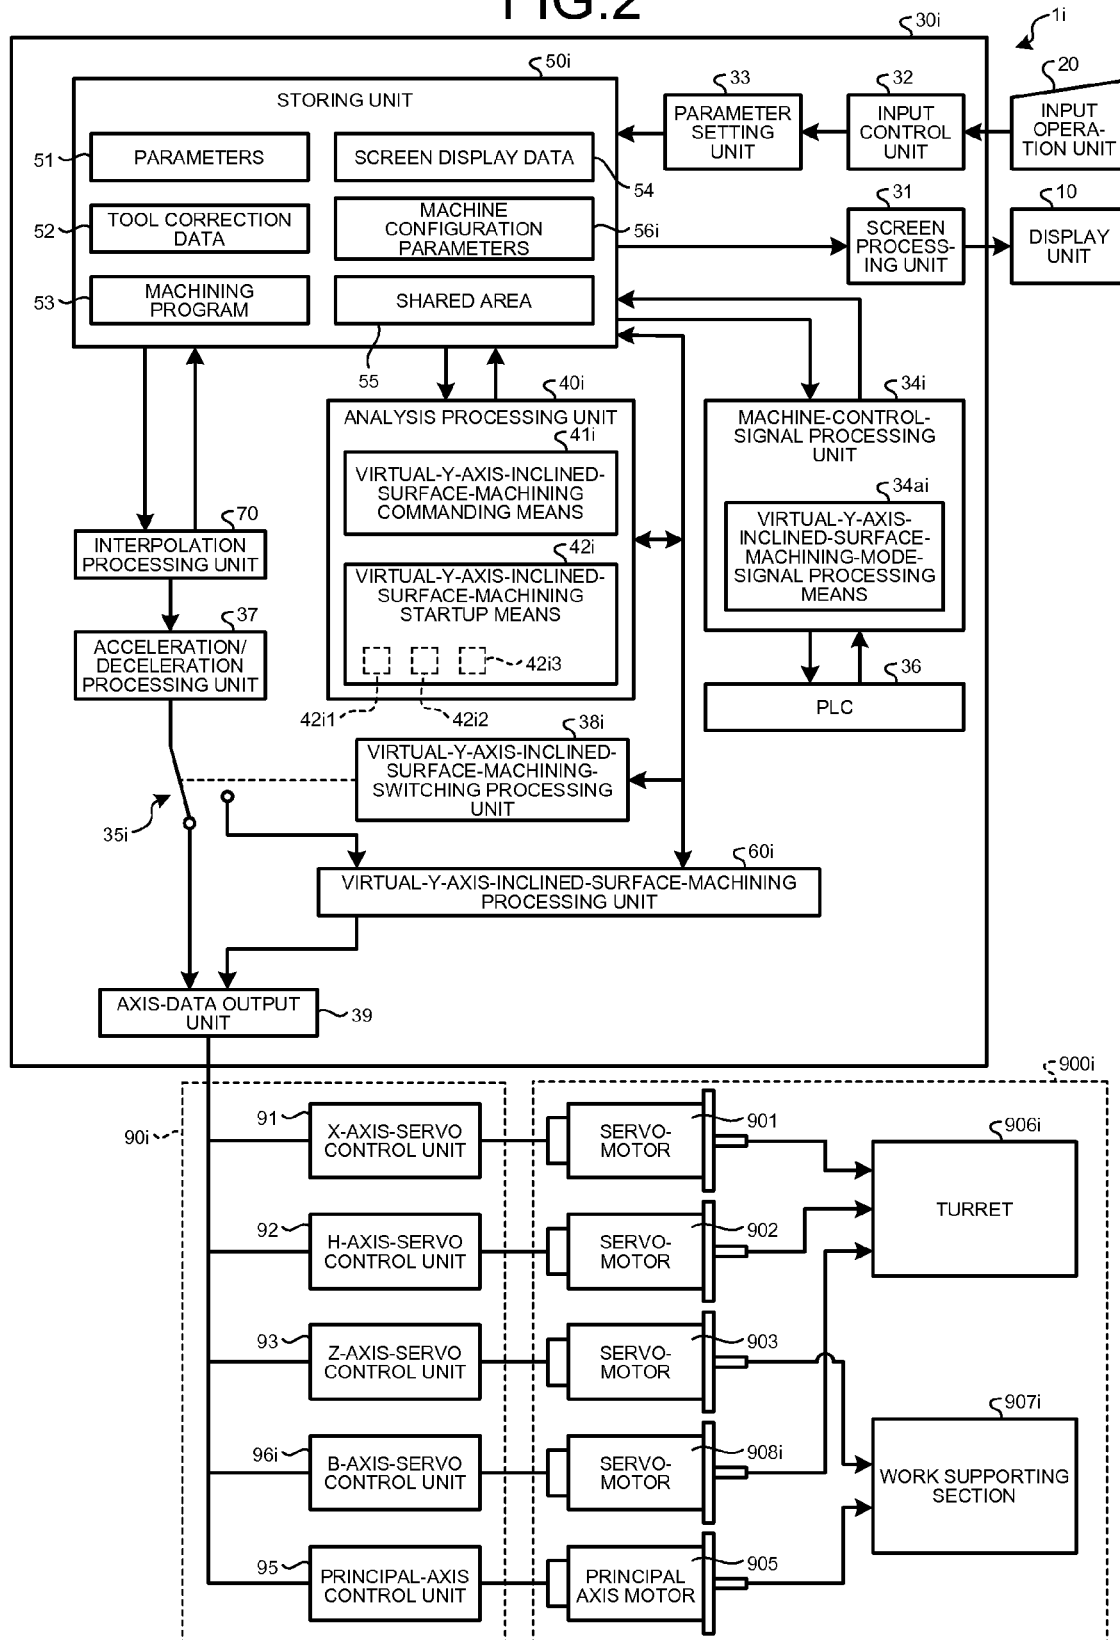 FIG.2
30i
1i
50i
STORING UNIT
33
PARAMETER
SETTING
UNIT
32
INPUT
CONTROL
UNIT
20
INPUT
OPERA-
TION UNIT
51
PARAMETERS
SCREEN DISPLAY DATA
54
52
TOOL CORRECTION
DATA
MACHINE
CONFIGURATION
PARAMETERS
56i
31
SCREEN
PROCESS-
ING UNIT
10
DISPLAY
UNIT
53
MACHINING
PROGRAM
SHARED AREA
55
40i
ANALYSIS PROCESSING UNIT
41i
VIRTUAL-Y-AXIS-INCLINED-
SURFACE-MACHINING
COMMANDING MEANS
42i
VIRTUAL-Y-AXIS-INCLINED-
SURFACE-MACHINING
STARTUP MEANS
42i3
42i1
42i2
34i
MACHINE-CONTROL-
SIGNAL PROCESSING
UNIT
34ai
VIRTUAL-Y-AXIS-
INCLINED-SURFACE-
MACHINING-MODE-
SIGNAL PROCESSING
MEANS
36
PLC
70
INTERPOLATION
PROCESSING UNIT
37
ACCELERATION/
DECELERATION
PROCESSING UNIT
38i
VIRTUAL-Y-AXIS-INCLINED-
SURFACE-MACHINING-
SWITCHING PROCESSING
UNIT
35i
60i
VIRTUAL-Y-AXIS-INCLINED-SURFACE-MACHINING
PROCESSING UNIT
AXIS-DATA OUTPUT
UNIT
39
90i
900i
91
X-AXIS-SERVO
CONTROL UNIT
SERVO-
MOTOR
901
906i
TURRET
92
H-AXIS-SERVO
CONTROL UNIT
SERVO-
MOTOR
902
93
Z-AXIS-SERVO
CONTROL UNIT
SERVO-
MOTOR
903
907i
WORK SUPPORTING
SECTION
96i
B-AXIS-SERVO
CONTROL UNIT
SERVO-
MOTOR
908i
95
PRINCIPAL-AXIS
CONTROL UNIT
PRINCIPAL
AXIS MOTOR
905